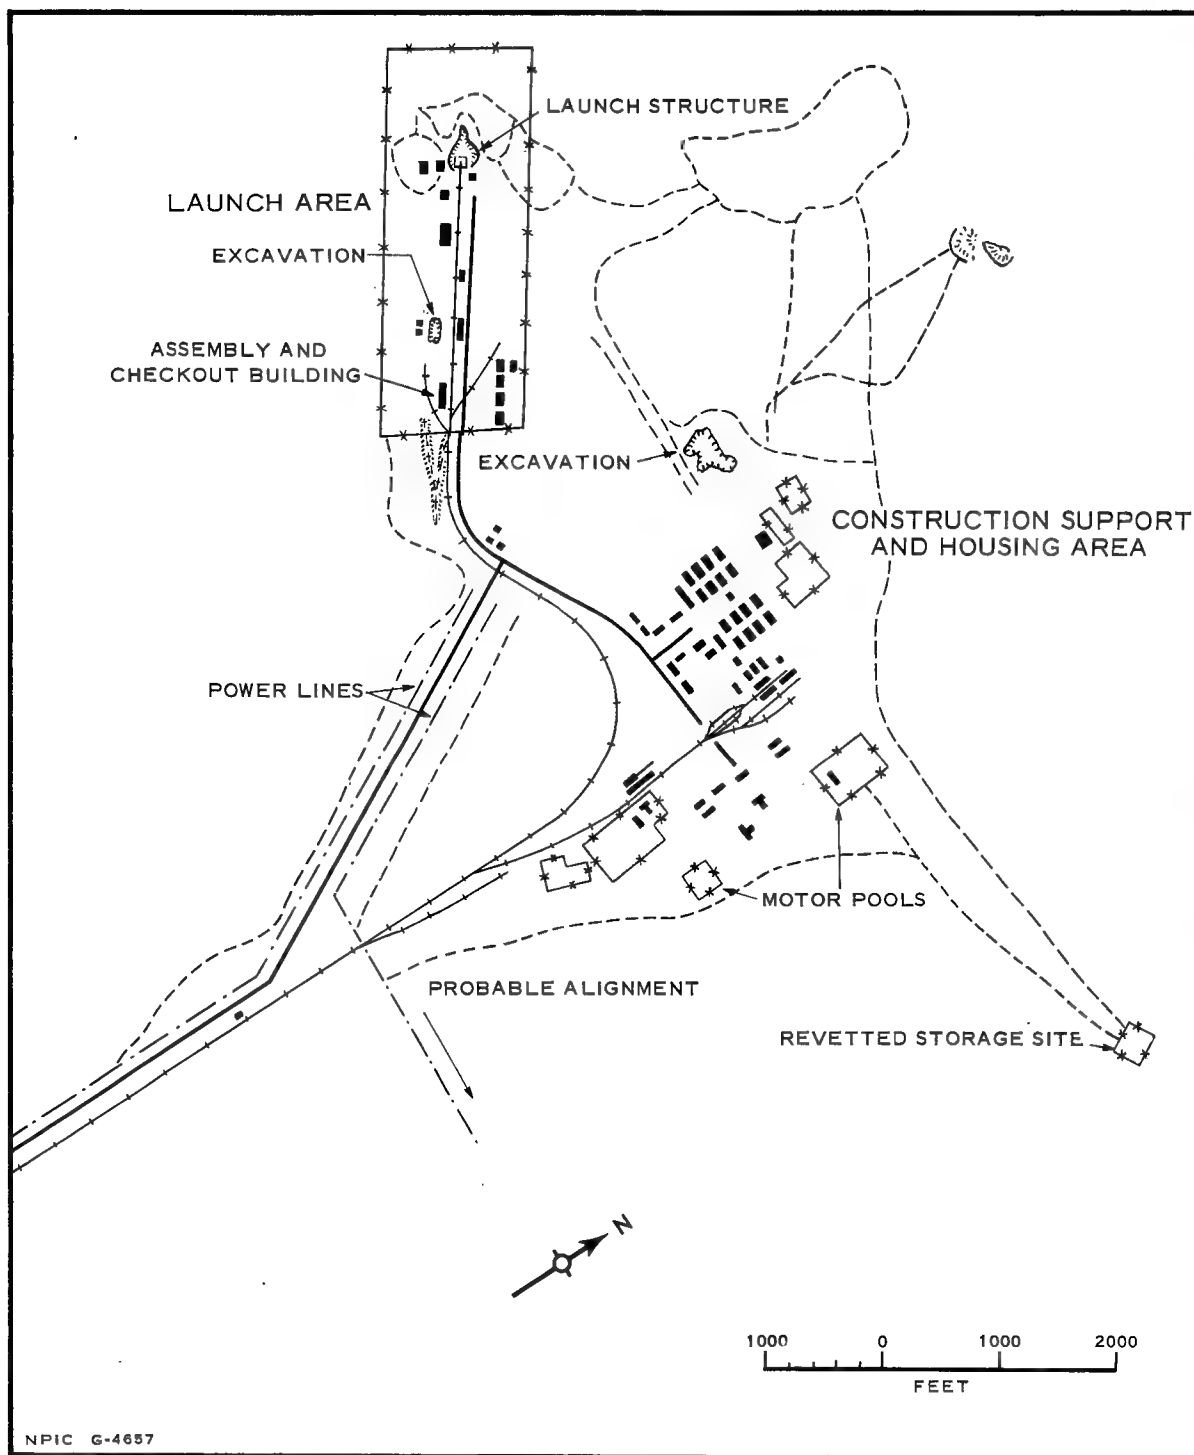 LAUNCH STRUCTURE
LAUNCH AREA
EXCAVATION
ASSEMBLY AND
CHECKOUT BUILDING
EXCAVATION
CONSTRUCTION SUPPORT
AND HOUSING AREA
POWER LINES
MOTOR POOLS
PROBABLE ALIGNMENT
REVETTED STORAGE SITE
N
1000 0 1000 2000
FEET
NPIC G-4657